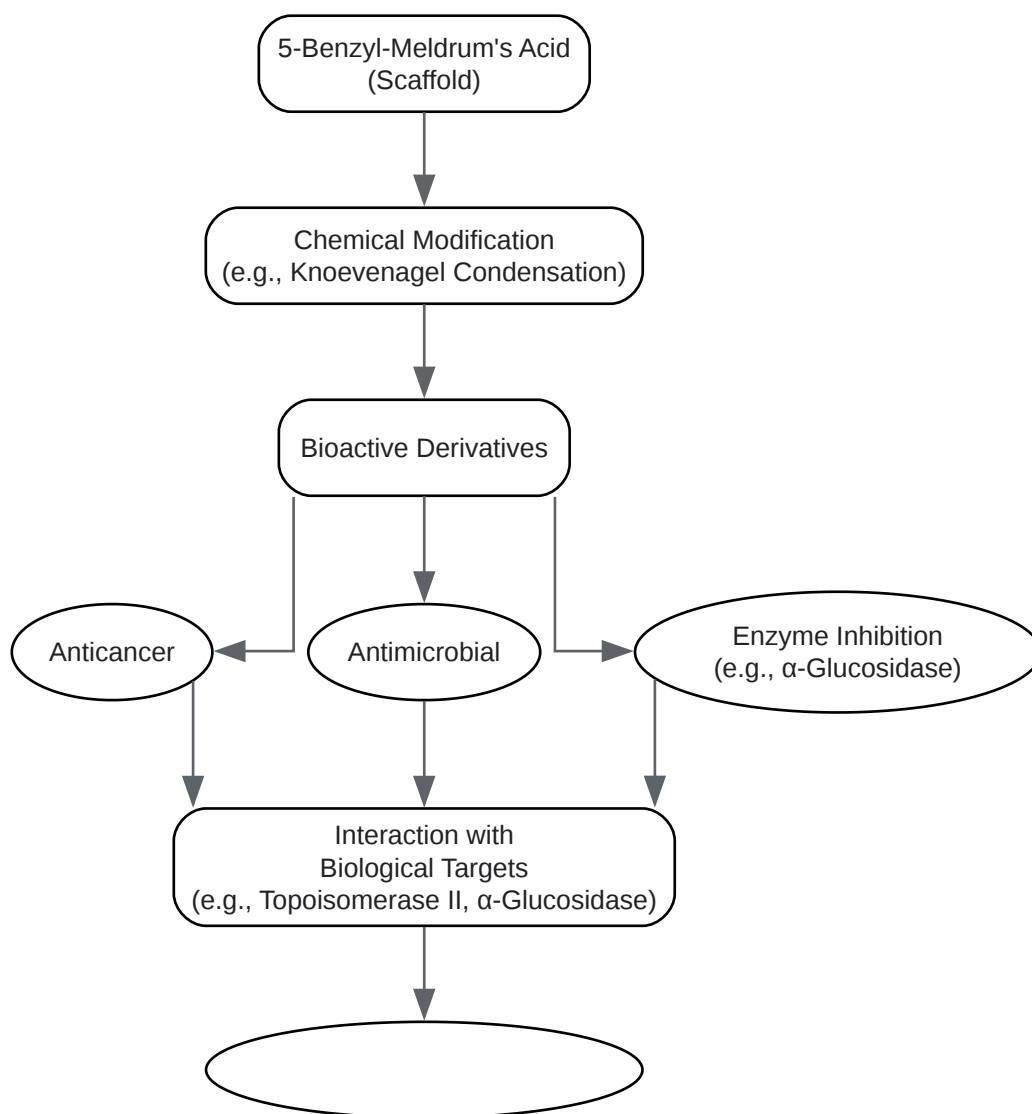 5-Benzyl-Meldrum's Acid
(Scaffold)
Chemical Modification
(e.g., Knoevenagel Condensation)
Bioactive Derivatives
Anticancer
Antimicrobial
Enzyme Inhibition
(e.g., α-Glucosidase)
Interaction with
Biological Targets
(e.g., Topoisomerase II, α-Glucosidase)